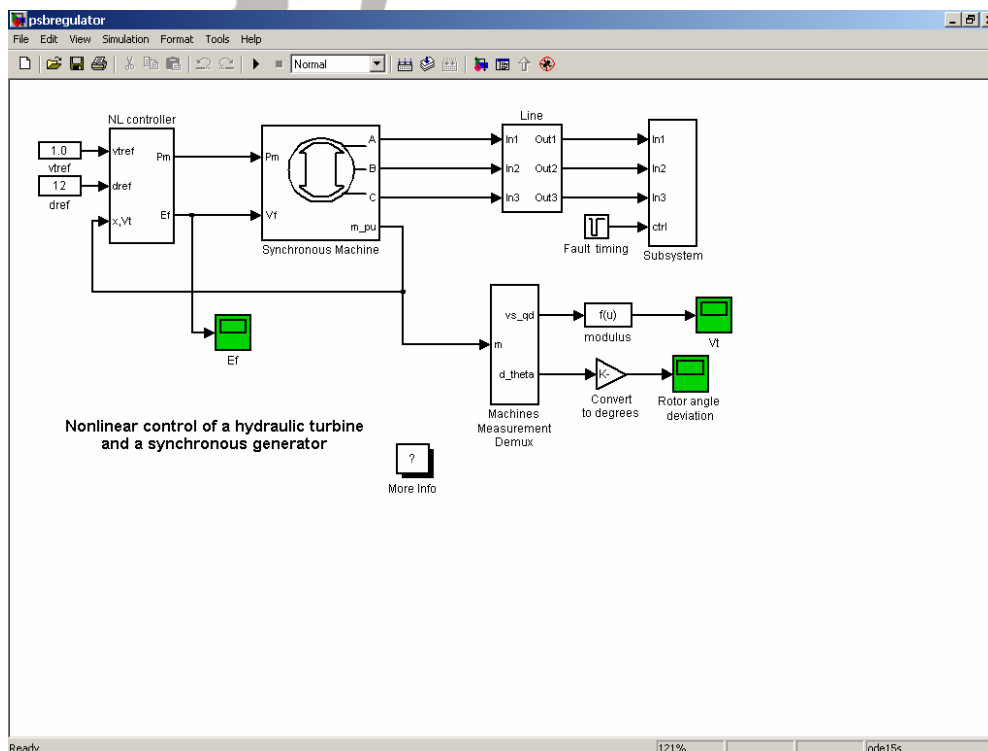 psbregulator
File Edit View Simulation Format Tools Help
Normal
NL controller
1.0
vtref
12
dref
vtref
dref
x,Vt
Pm
Ef
Pm
Vf
A
B
C
m_pu
Synchronous Machine
Line
In1
In2
In3
Out1
Out2
Out3
In1
In2
In3
ctrl
Subsystem
Fault timing
Ef
m
vs_qd
d_theta
Machines
Measurement
Demux
f(u)
modulus
Vt
K-
Convert
to degrees
Rotor angle
deviation
Nonlinear control of a hydraulic turbine
and a synchronous generator
?
More Info
Ready
121%
ode15s